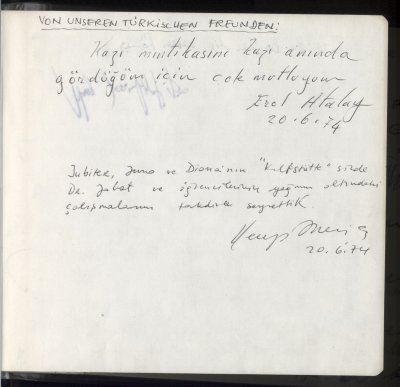 VON UNSEREN TÜRKISCHEN FREUNDEN:
Kazı mıntıkasını kazı anında
gördüğüm için çok mutluyum
Erol Atalay
20.6.74
Jubiter, Juno ve Diana'nın "Kultstätte" sinde
Dr. Jobst ve öğrencilerinin yağmur altındaki
çalışmalarını takdirle seyrettik.
20.6.74